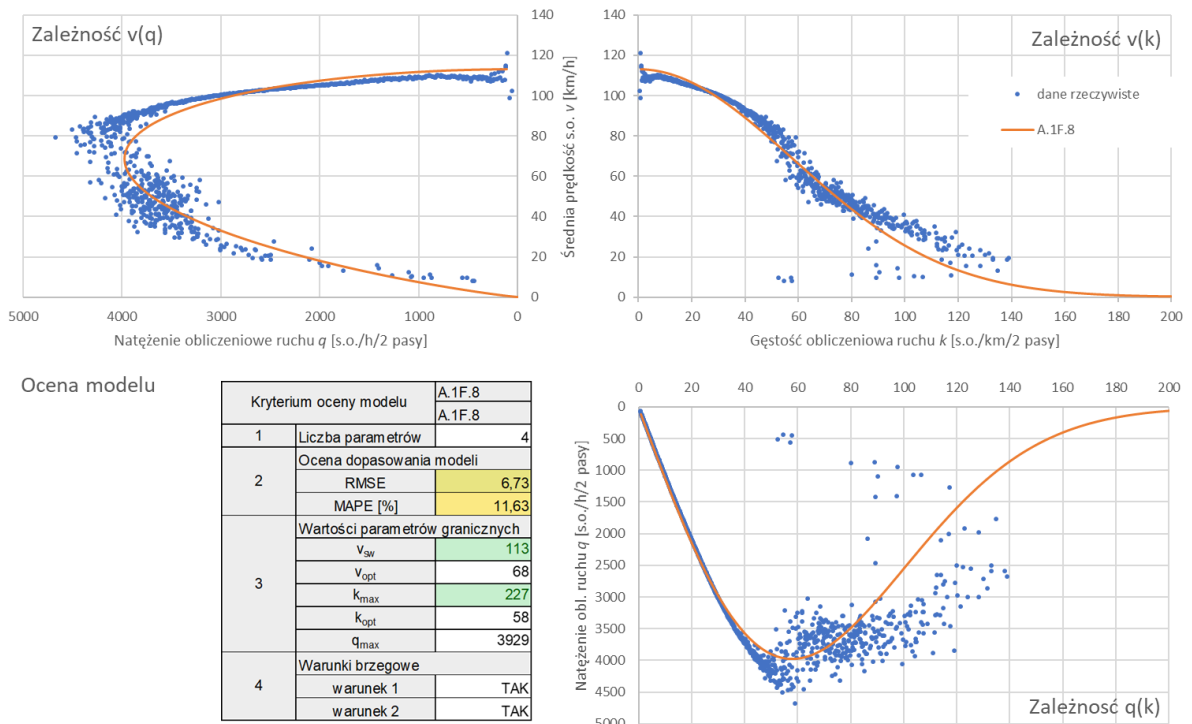 Zależność v(q)
140
120
100
80
60
40
20
0
Średnia prędkość s.o. v [km/h]
5000 4000 3000 2000 1000 0
Natężenie obliczeniowe ruchu q [s.o./h/2 pasy]
Zależność v(k)
dane rzeczywiste
A.1F.8
140
120
100
80
60
40
20
0
0 20 40 60 80 100 120 140 160 180 200
Gęstość obliczeniowa ruchu k [s.o./km/2 pasy]
Ocena modelu
Kryterium oceny modelu A.1F.8
A.1F.8
1 Liczba parametrów 4
2 Ocena dopasowania modeli
RMSE 6,73
MAPE [%] 11,63
3 Wartości parametrów granicznych
vsw 113
vopt 68
kmax 227
kopt 58
qmax 3929
4 Warunki brzegowe
warunek 1 TAK
warunek 2 TAK
0 20 40 60 80 100 120 140 160 180 200
0
500
1000
1500
2000
2500
3000
3500
4000
4500
5000
Natężenie obl. ruchu q [s.o./h/2 pasy]
Zależność q(k)